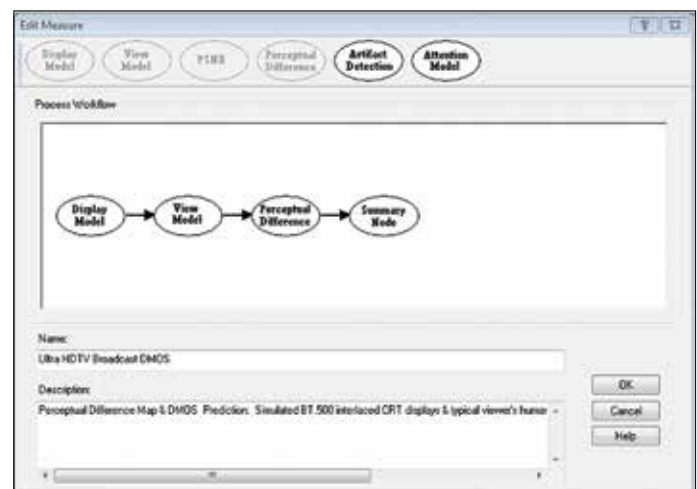 Edit Measure
Display Model
View Model
PSNR
Perceptual Difference
Artifact Detection
Attention Model
Process Workflow
Display Model
View Model
Perceptual Difference
Summary Node
Name:
Ultra HDTV Broadcast DMOS
Description:
Perceptual Difference Map & DMOS Prediction. Simulated BT.500 interlaced CRT displays & typical viewer's human
OK
Cancel
Help